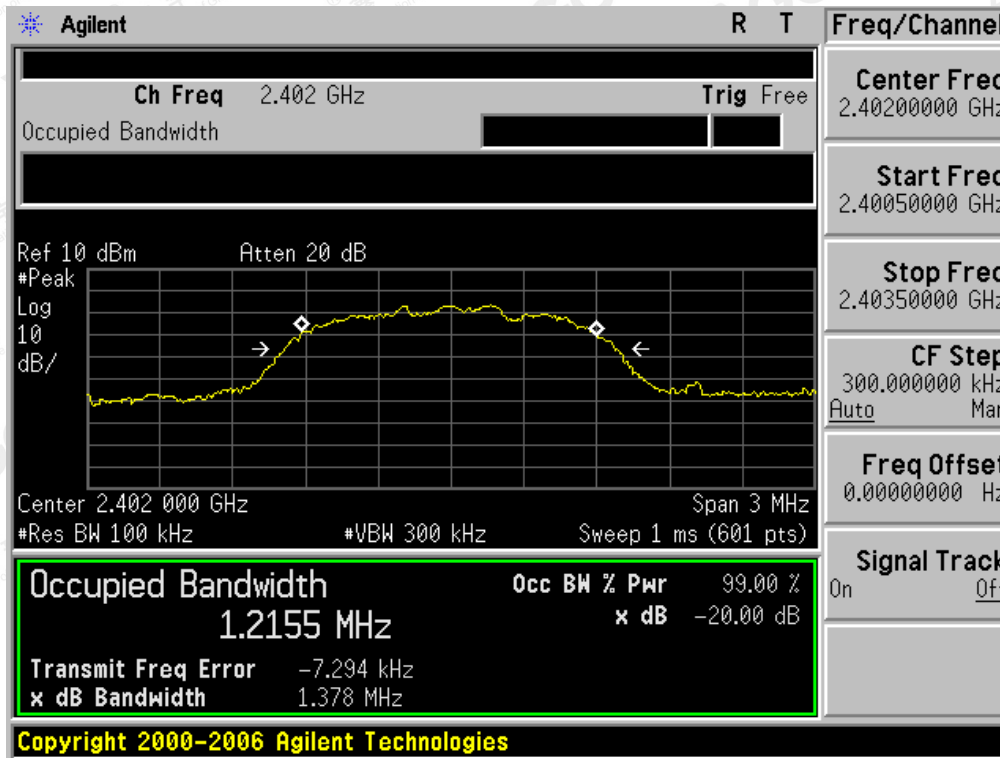 Agilent R T
Ch Freq 2.402 GHz Trig Free
Occupied Bandwidth
Ref 10 dBm Atten 20 dB
#Peak
Log
10
dB/
Center 2.402 000 GHz Span 3 MHz
#Res BW 100 kHz #VBW 300 kHz Sweep 1 ms (601 pts)
Occupied Bandwidth
1.2155 MHz
Occ BW % Pwr 99.00 %
x dB -20.00 dB
Transmit Freq Error -7.294 kHz
x dB Bandwidth 1.378 MHz
Copyright 2000-2006 Agilent Technologies
Freq/Channel
Center Freq
2.40200000 GHz
Start Freq
2.40050000 GHz
Stop Freq
2.40350000 GHz
CF Step
300.000000 kHz
Auto Man
Freq Offset
0.00000000 Hz
Signal Track
On Off